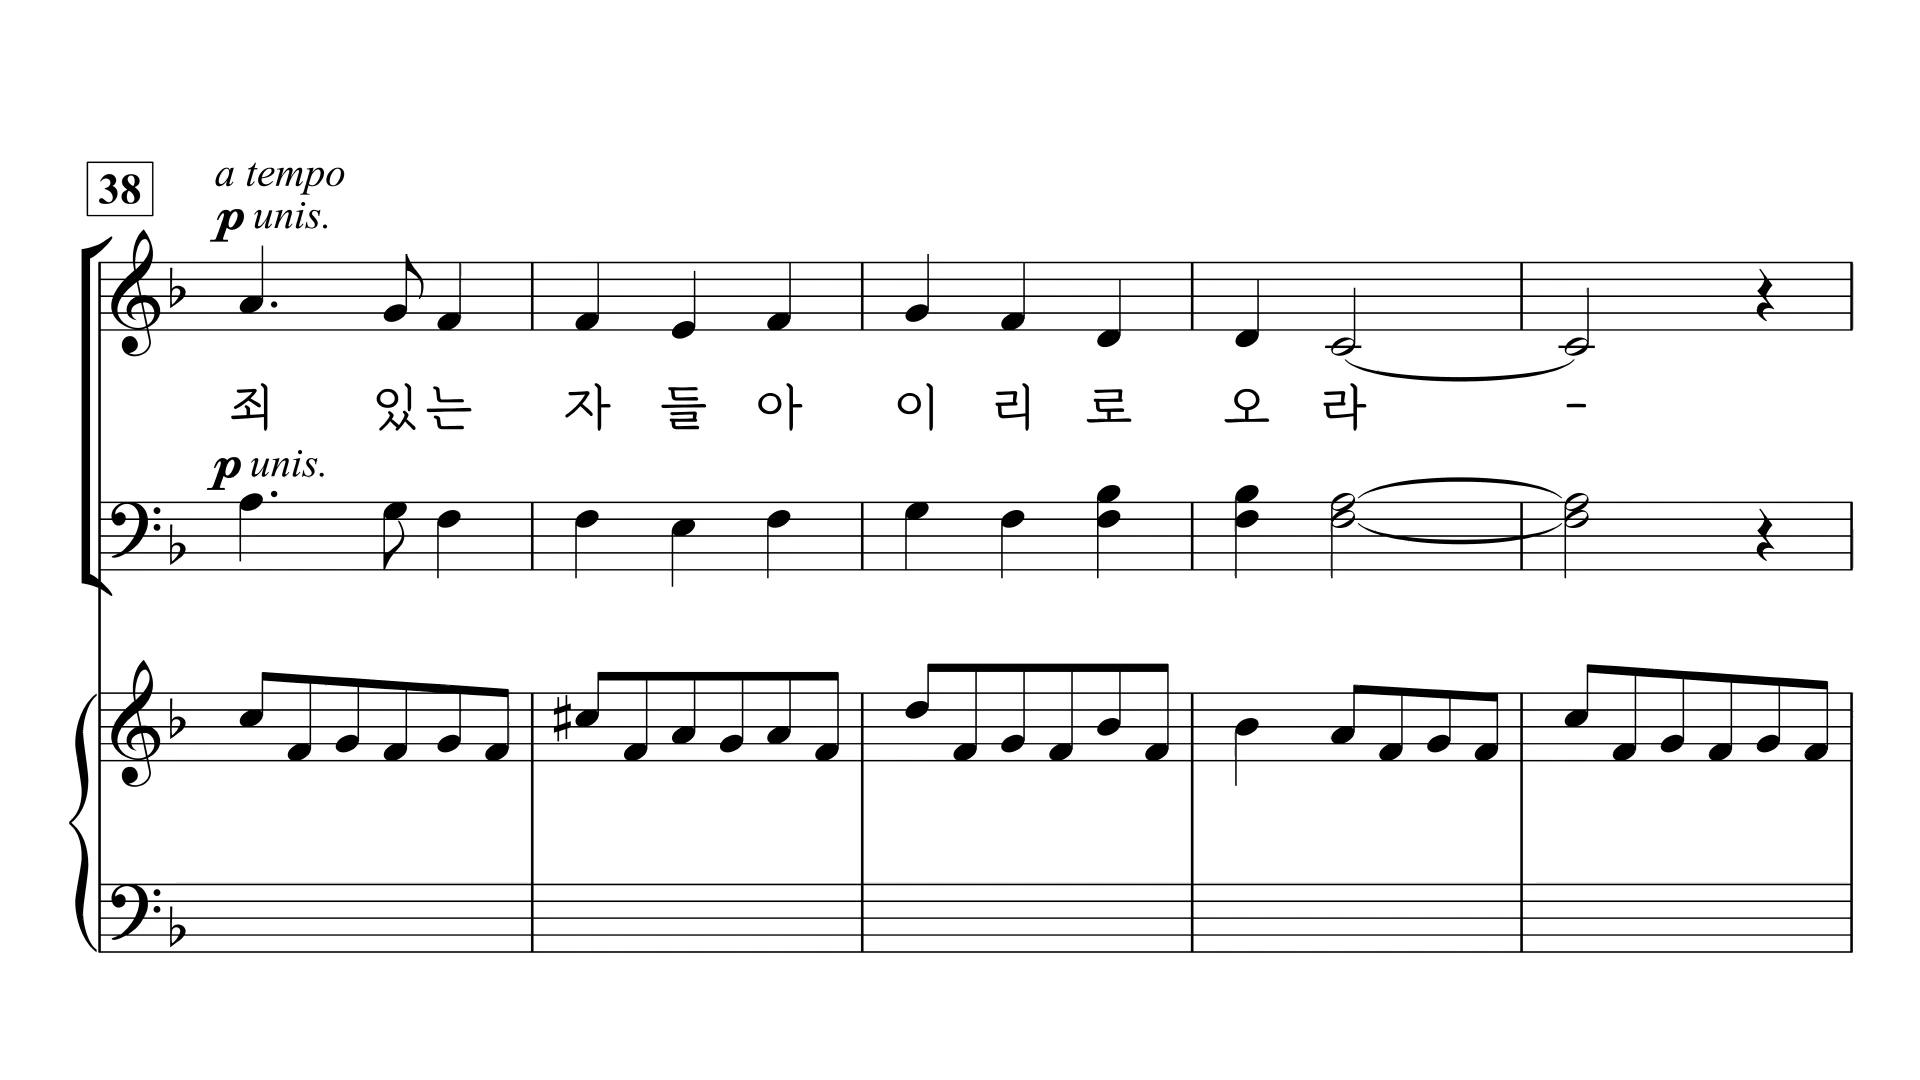 38
a tempo
p unis.
죄 있는 자 들 아 이 리 로 오 라 -
p unis.